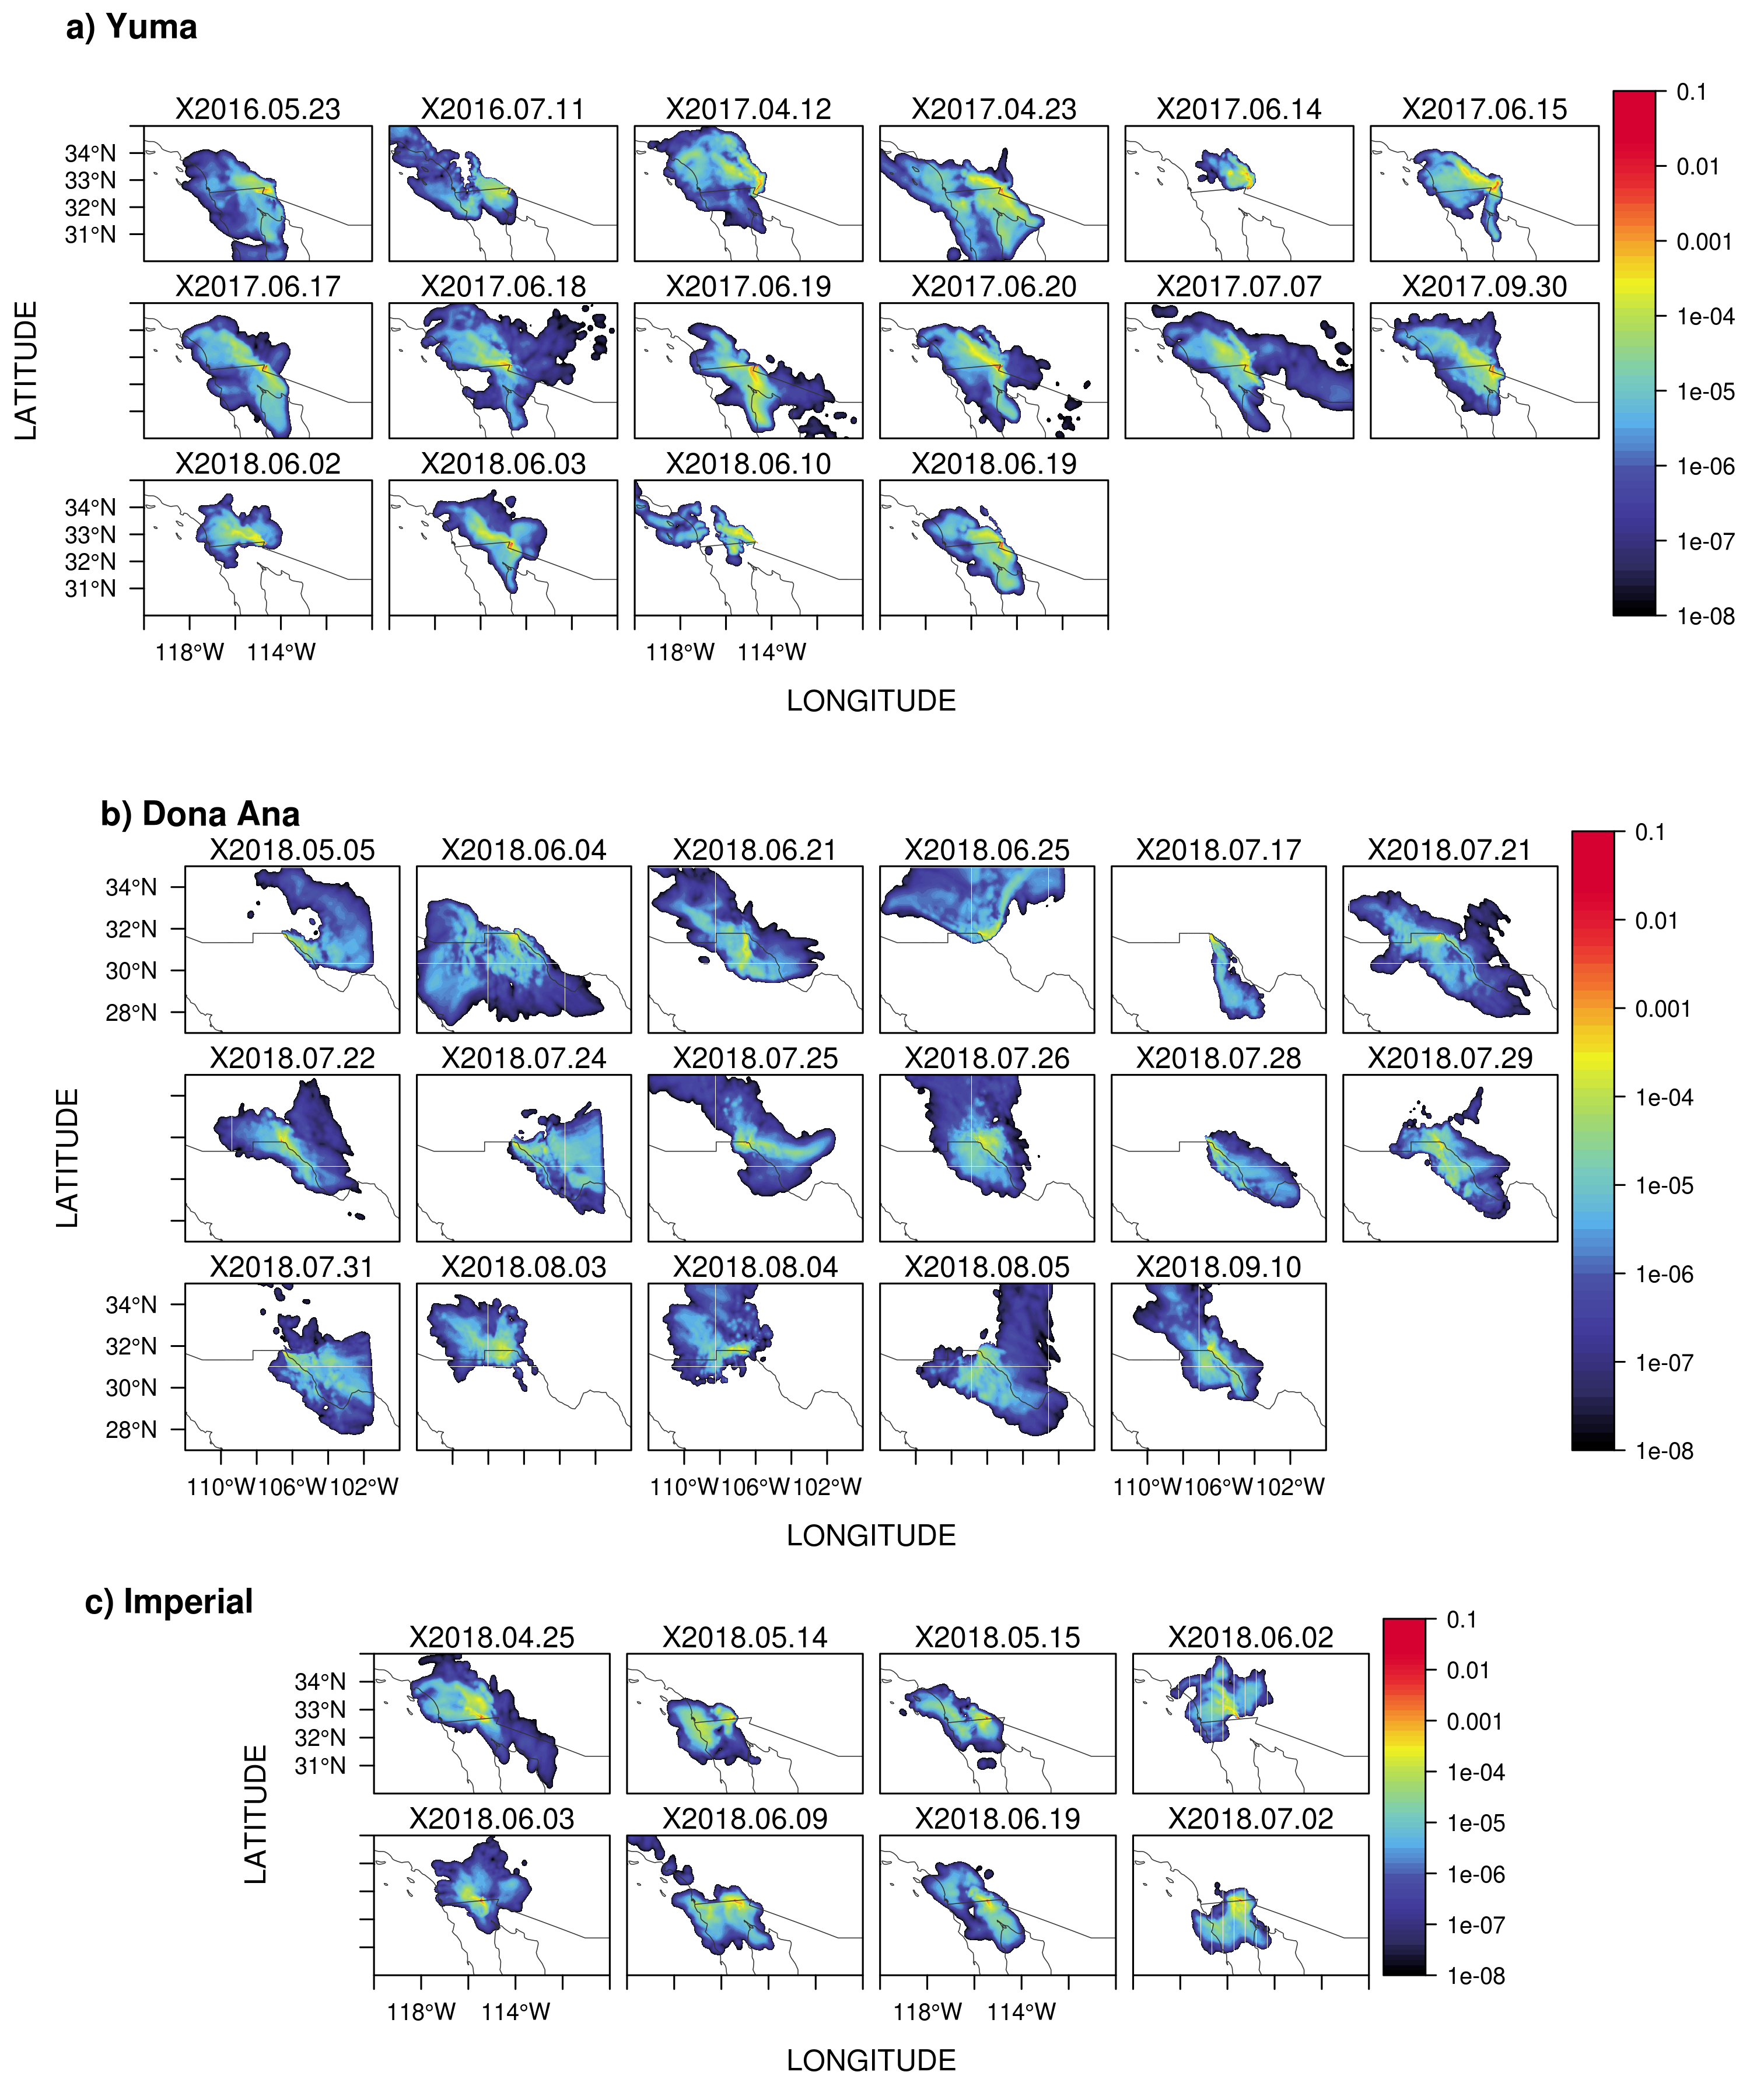 a) Yuma
X2016.05.23 X2016.07.11 X2017.04.12 X2017.04.23 X2017.06.14 X2017.06.15
34°N
33°N
32°N
31°N
X2017.06.17 X2017.06.18 X2017.06.19 X2017.06.20 X2017.07.07 X2017.09.30
LATITUDE
X2018.06.02 X2018.06.03 X2018.06.10 X2018.06.19
34°N
33°N
32°N
31°N
118°W 114°W 118°W 114°W
LONGITUDE
0.1
0.01
0.001
1e-04
1e-05
1e-06
1e-07
1e-08
b) Dona Ana
X2018.05.05 X2018.06.04 X2018.06.21 X2018.06.25 X2018.07.17 X2018.07.21
34°N
32°N
30°N
28°N
X2018.07.22 X2018.07.24 X2018.07.25 X2018.07.26 X2018.07.28 X2018.07.29
LATITUDE
X2018.07.31 X2018.08.03 X2018.08.04 X2018.08.05 X2018.09.10
34°N
32°N
30°N
28°N
110°W106°W102°W 110°W106°W102°W 110°W106°W102°W
LONGITUDE
0.1
0.01
0.001
1e-04
1e-05
1e-06
1e-07
1e-08
c) Imperial
X2018.04.25 X2018.05.14 X2018.05.15 X2018.06.02
34°N
33°N
32°N
31°N
LATITUDE
X2018.06.03 X2018.06.09 X2018.06.19 X2018.07.02
118°W 114°W 118°W 114°W
LONGITUDE
0.1
0.01
0.001
1e-04
1e-05
1e-06
1e-07
1e-08